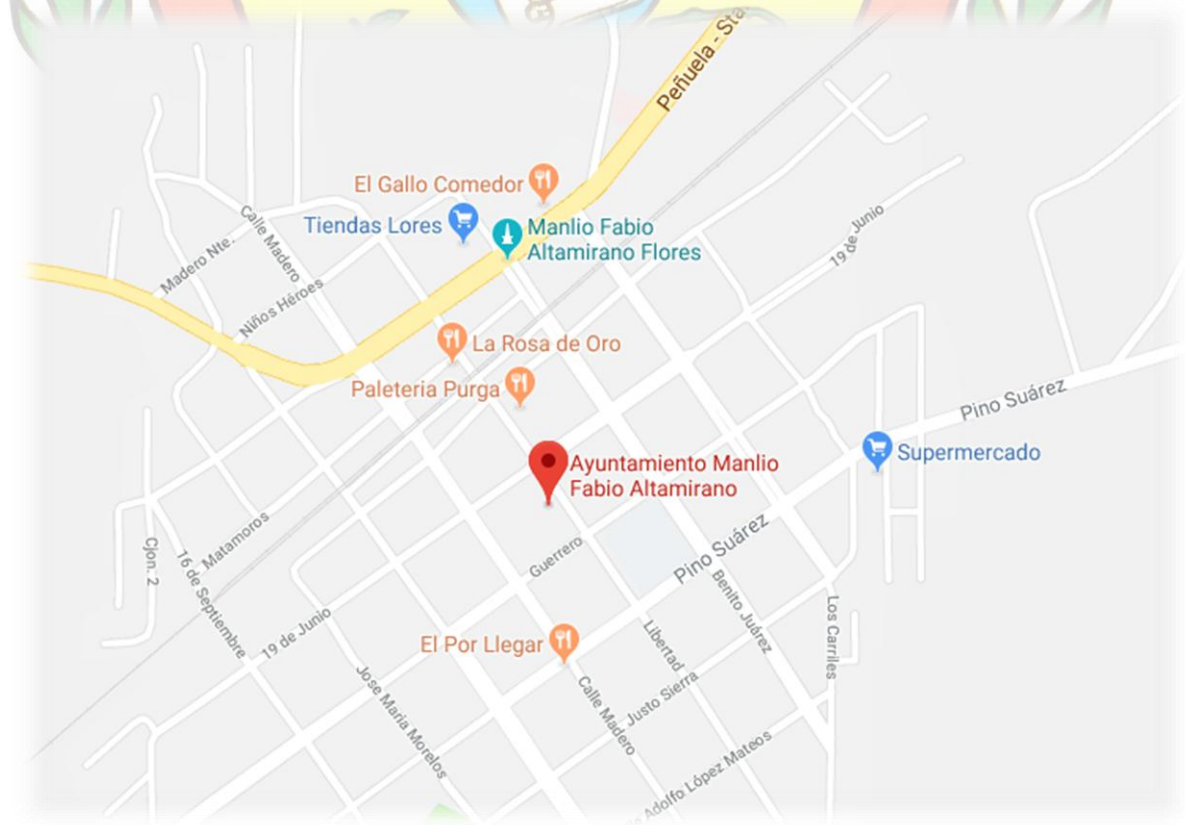 Peñuela - Sta
El Gallo Comedor
Tiendas Lores
Manlio Fabio
Altamirano Flores
Calle Madero
19 de Junio
Madero Nte.
Niños Héroes
La Rosa de Oro
Paleteria Purga
Pino Suárez
Ayuntamiento Manlio
Fabio Altamirano
Supermercado
Matamoros
Cjon. 2
16 de Septiembre
Guerrero
Pino Suárez
Benito Juárez
Los Carriles
19 de Junio
El Por Llegar
Libertad
Jose María Morelos
Calle Madero
Justo Sierra
Adolfo López Mateos